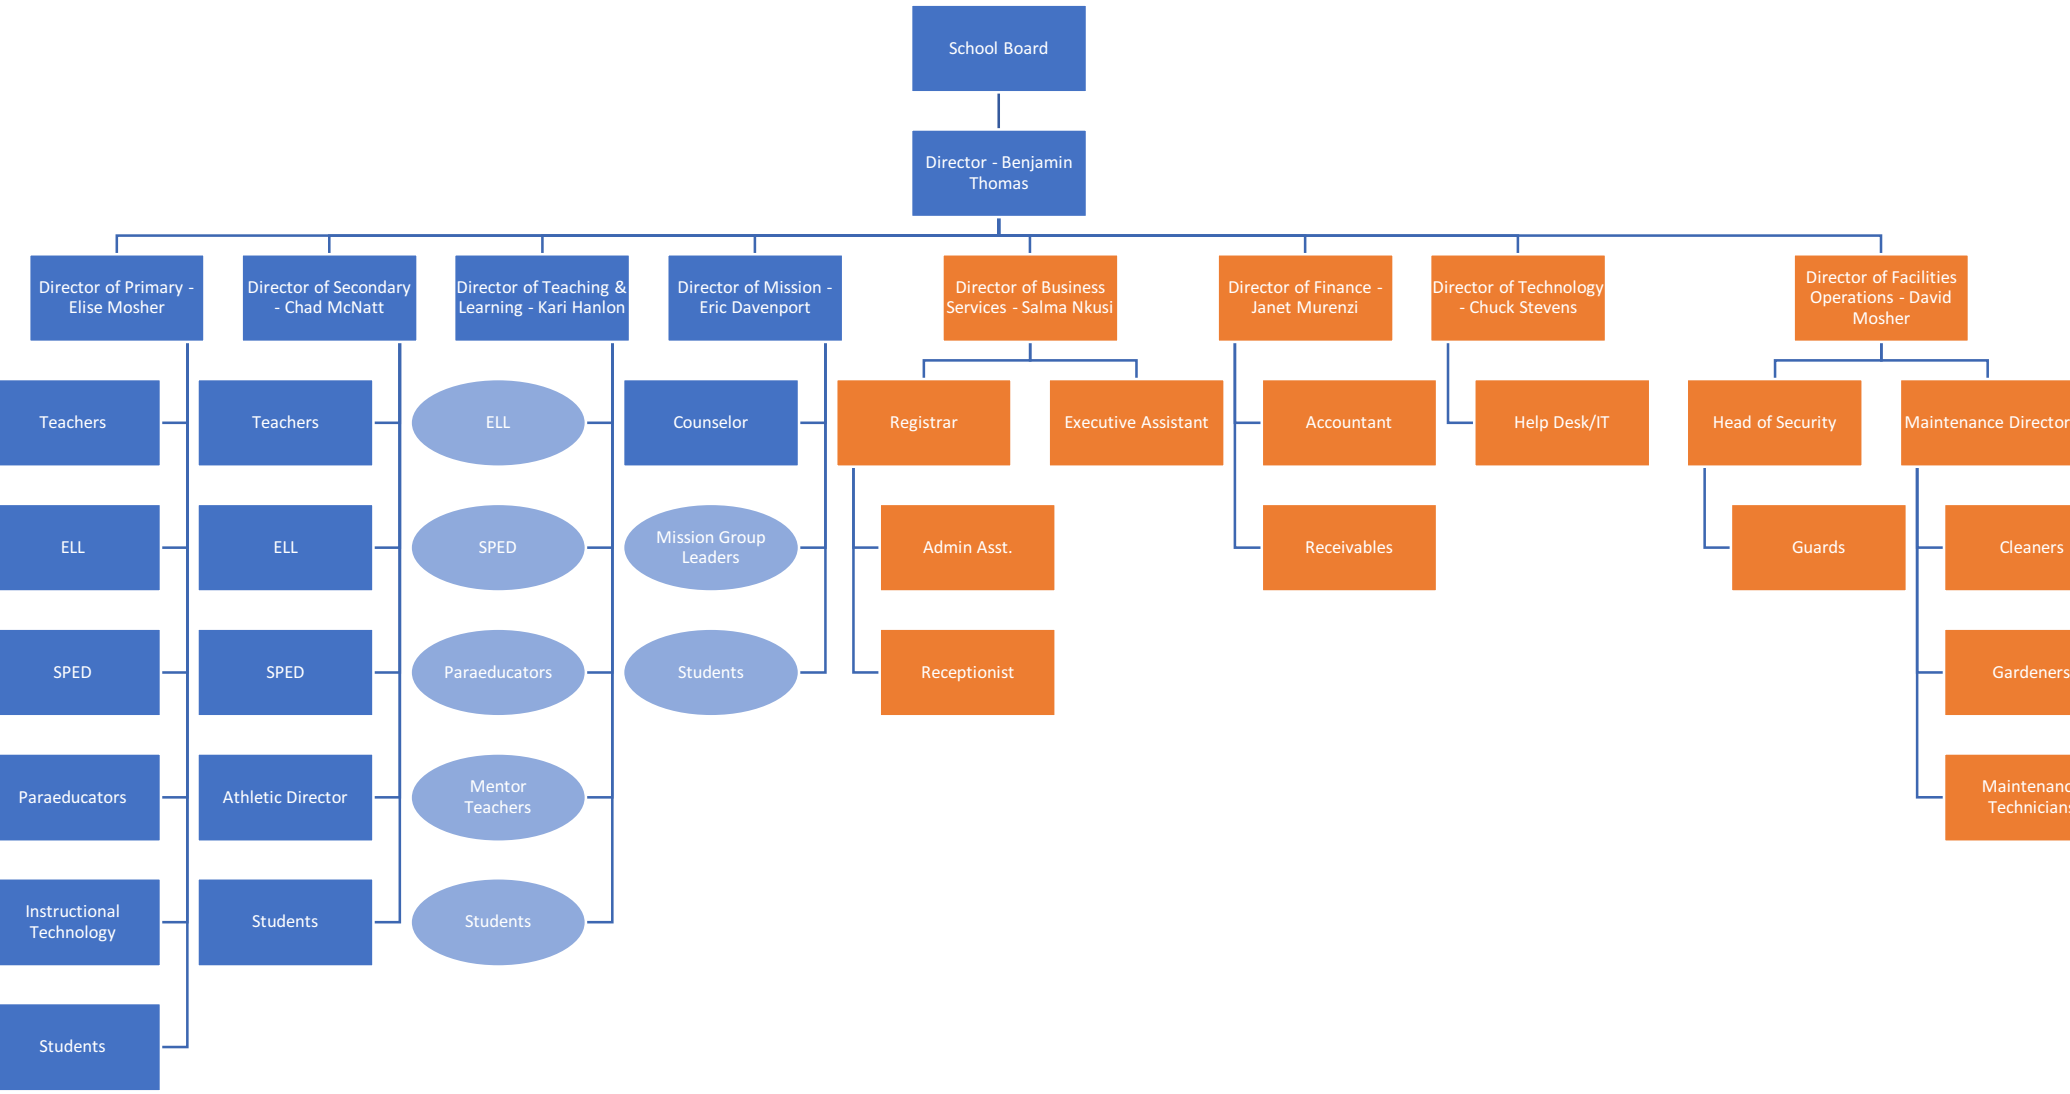 School Board
Director - Benjamin
Thomas
Director of Primary -
Elise Mosher
Director of Secondary
- Chad McNatt
Director of Teaching &
Learning - Kari Hanlon
Director of Mission -
Eric Davenport
Director of Business
Services - Salma Nkusi
Director of Finance -
Janet Murenzi
Director of Technology
- Chuck Stevens
Director of Facilities
Operations - David
Mosher
Teachers
Teachers
ELL
Counselor
Registrar
Executive Assistant
Accountant
Help Desk/IT
Head of Security
Maintenance Director
ELL
ELL
SPED
Mission Group
Leaders
Admin Asst.
Receivables
Guards
Cleaners
SPED
SPED
Paraeducators
Students
Receptionist
Gardeners
Paraeducators
Athletic Director
Mentor
Teachers
Maintenanc
Technicians
Instructional
Technology
Students
Students
Students